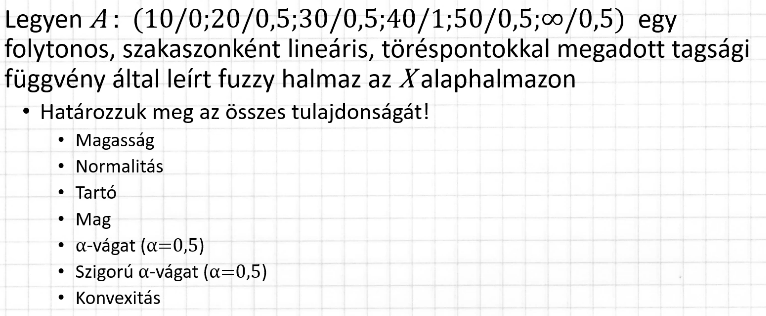 Legyen A: (10/0;20/0,5;30/0,5;40/1;50/0,5;∞/0,5) egy
folytonos, szakaszonként lineáris, töréspontokkal megadott tagsági
függvény által leírt fuzzy halmaz az X alaphalmazon
• Határozzuk meg az összes tulajdonságát!
• Magasság
• Normalitás
• Tartó
• Mag
• α-vágat (α=0,5)
• Szigorú α-vágat (α=0,5)
• Konvexitás